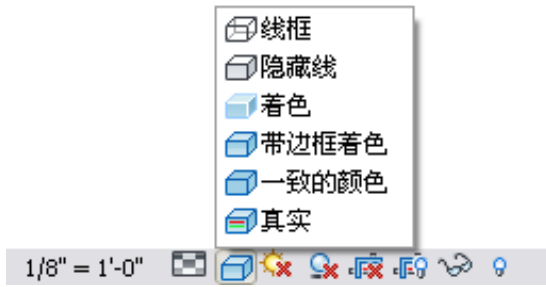 线框
隐藏线
着色
带边框着色
一致的颜色
真实
1/8" = 1'-0"